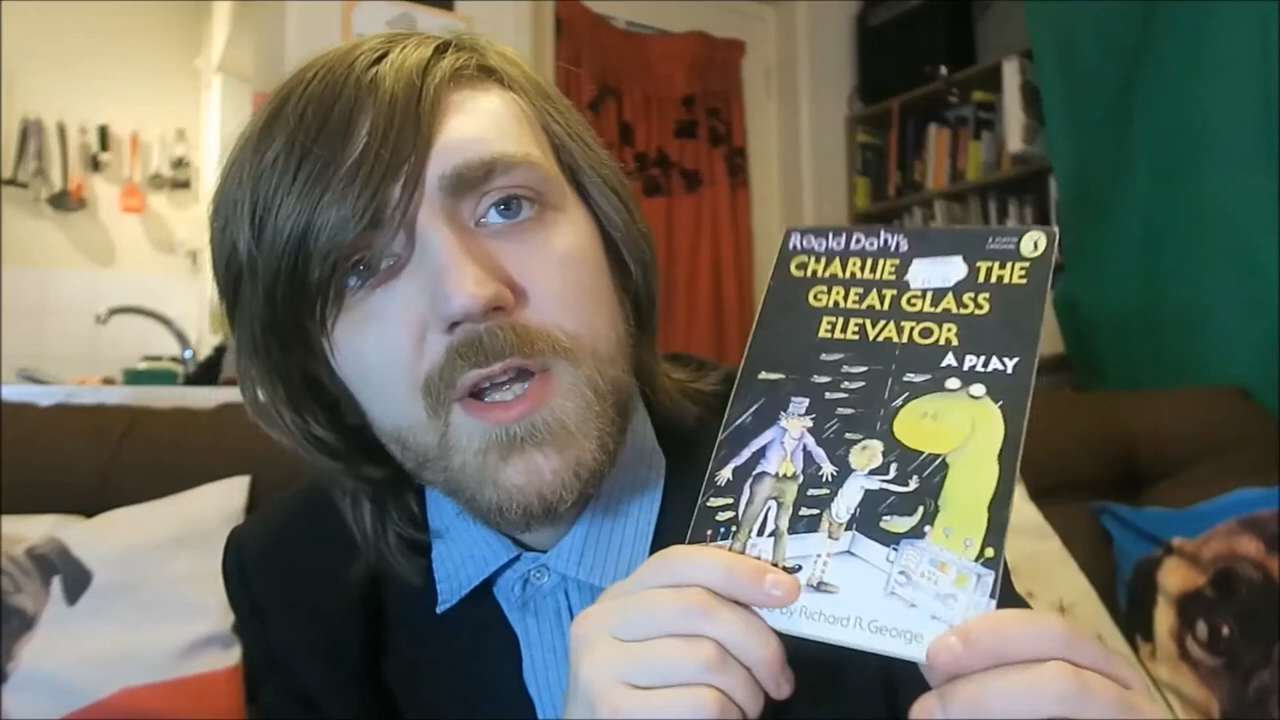 Roald Dahl's
CHARLIE THE
GREAT GLASS
ELEVATOR
A PLAY
by Richard R. George